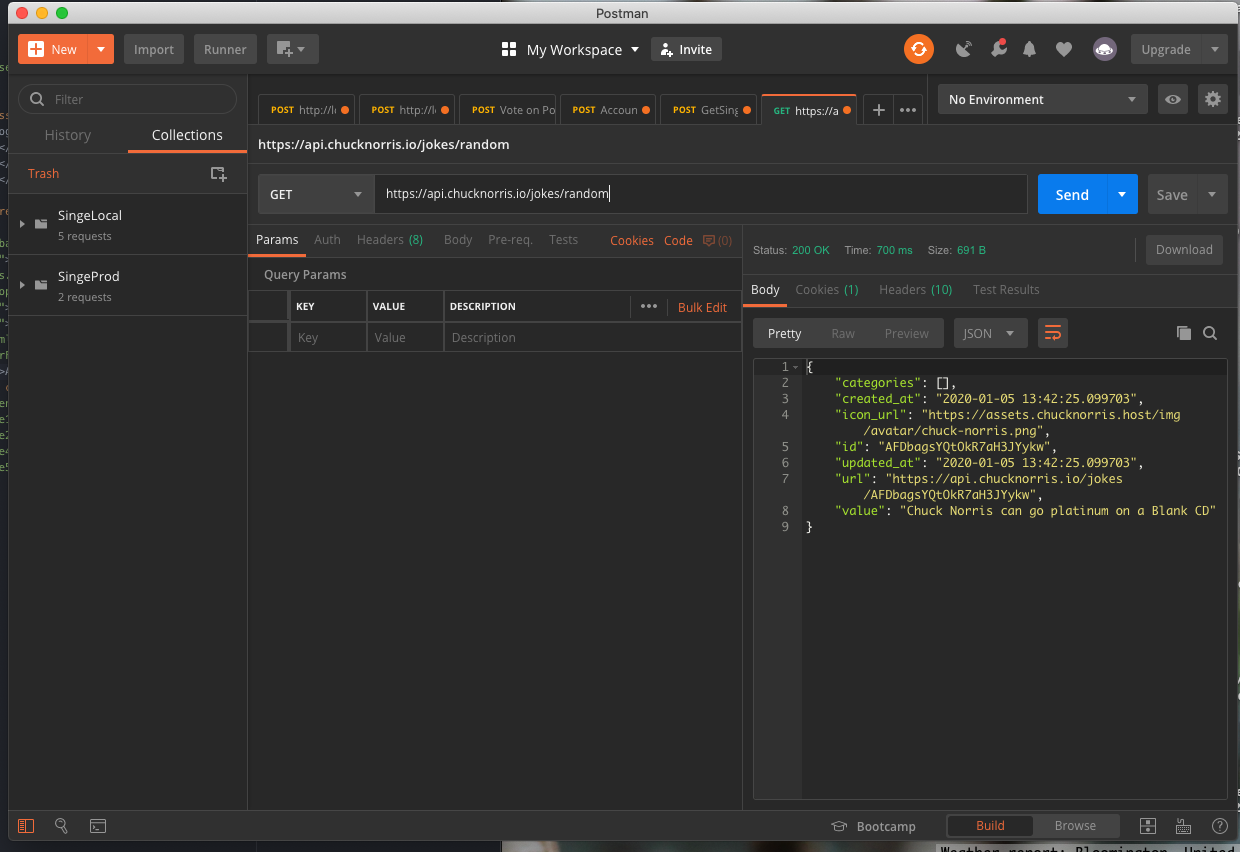 Postman
New
Import
Runner
My Workspace
Invite
Upgrade
Filter
History
Collections
Trash
SingeLocal
5 requests
SingeProd
2 requests
POST http://l
POST http://l
POST Vote on Po
POST Accoun
POST GetSing
GET https://a
No Environment
https://api.chucknorris.io/jokes/random
GET
https://api.chucknorris.io/jokes/random
Send
Save
Params
Auth
Headers (8)
Body
Pre-req.
Tests
Cookies
Code
(0)
Query Params
KEY
VALUE
DESCRIPTION
Bulk Edit
Key
Value
Description
Status: 200 OK Time: 700 ms Size: 691 B
Download
Body
Cookies (1)
Headers (10)
Test Results
Pretty
Raw
Preview
JSON
1 {
2 "categories": [],
3 "created_at": "2020-01-05 13:42:25.099703",
4 "icon_url": "https://assets.chucknorris.host/img
/avatar/chuck-norris.png",
5 "id": "AFDbagsYQtOkR7aH3JYykw",
6 "updated_at": "2020-01-05 13:42:25.099703",
7 "url": "https://api.chucknorris.io/jokes
/AFDbagsYQtOkR7aH3JYykw",
8 "value": "Chuck Norris can go platinum on a Blank CD"
9 }
Bootcamp
Build
Browse
Weather report: Bloomington, United